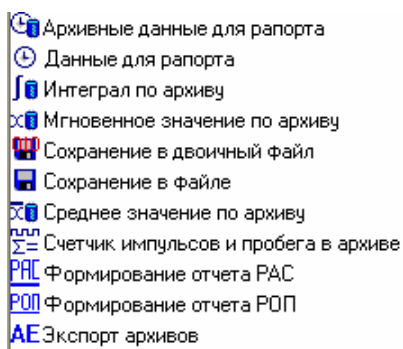 Архивные данные для рапорта
Данные для рапорта
Интеграл по архиву
Мгновенное значение по архиву
Сохранение в двоичный файл
Сохранение в файле
Среднее значение по архиву
Счетчик импульсов и пробега в архиве
РАС Формирование отчета РАС
РОП Формирование отчета РОП
АЕ Экспорт архивов